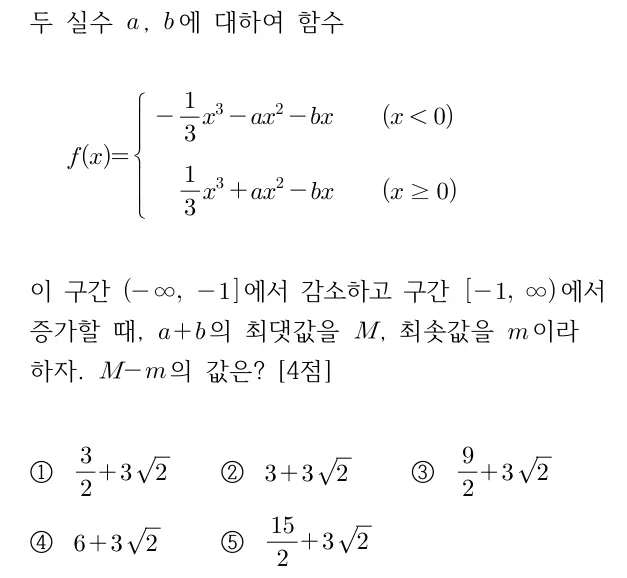 두 실수 a, b에 대하여 함수
f(x)= { -1/3 x³-ax²-bx (x<0)
1/3 x³+ax²-bx (x≥0)
이 구간 (-∞, -1]에서 감소하고 구간 [-1, ∞)에서
증가할 때, a+b의 최댓값을 M, 최솟값을 m이라
하자. M-m의 값은? [4점]
① 3/2+3√2 ② 3+3√2 ③ 9/2+3√2
④ 6+3√2 ⑤ 15/2+3√2